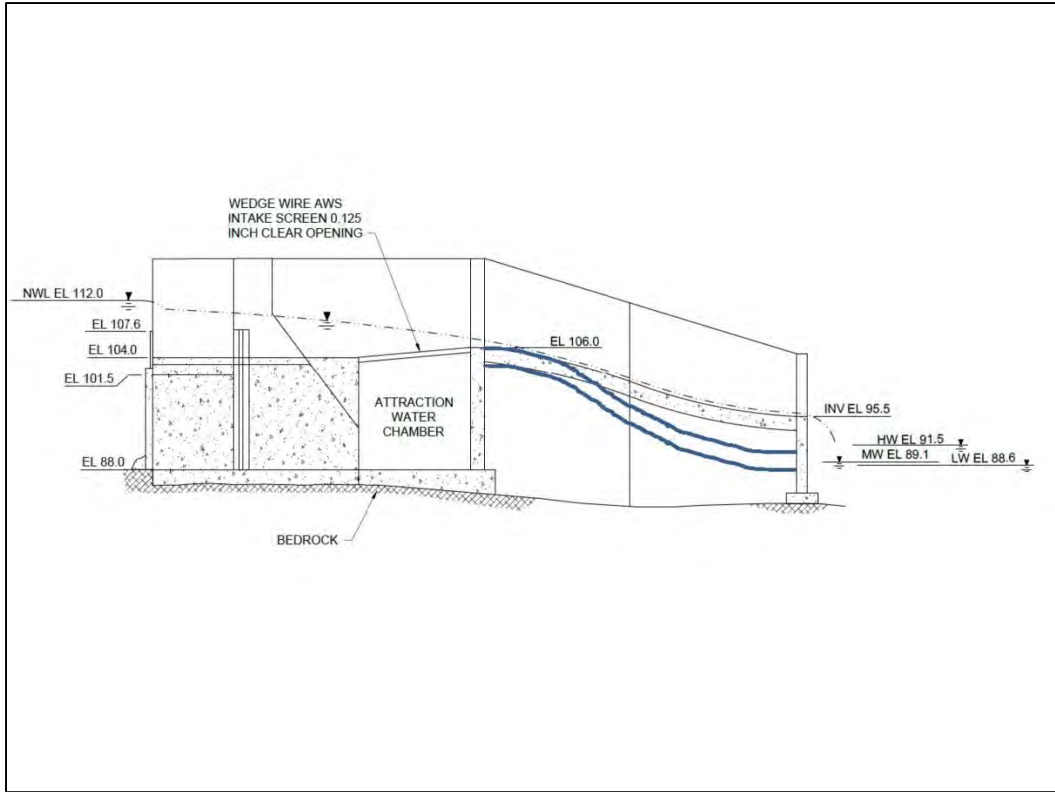 WEDGE WIRE AWS
INTAKE SCREEN 0.125
INCH CLEAR OPENING
NWL EL 112.0
EL 107.6
EL 104.0
EL 106.0
EL 101.5
ATTRACTION
WATER
CHAMBER
INV EL 95.5
HW EL 91.5
MW EL 89.1 LW EL 88.6
EL 88.0
BEDROCK